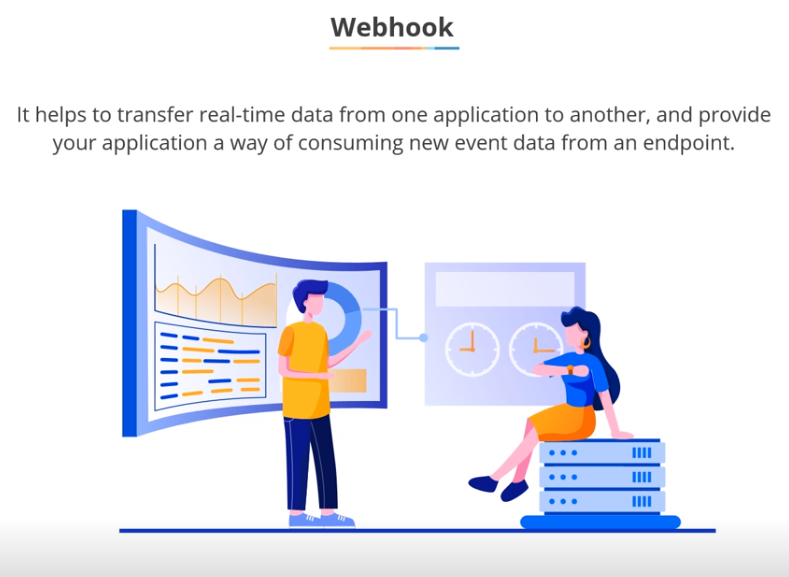 Webhook
It helps to transfer real-time data from one application to another, and provide
your application a way of consuming new event data from an endpoint.